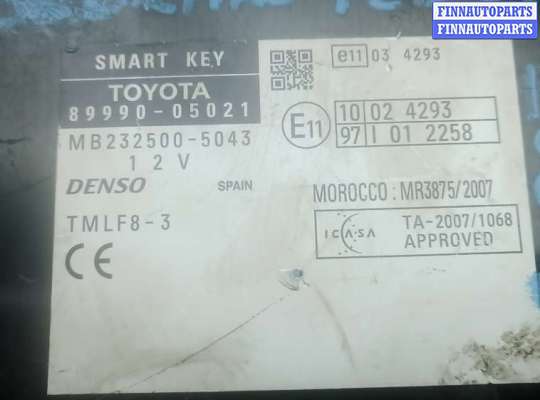 FINNAUTOPARTS
FINNAUTOPARTS
SMART KEY
TOYOTA
89990-05021
MB232500-5043
12V
DENSO SPAIN
TMLF8-3
CE
e11 03 4293
E11
10 02 4293
97 I 01 2258
MOROCCO : MR3875/2007
ICASA
TA-2007/1068
APPROVED